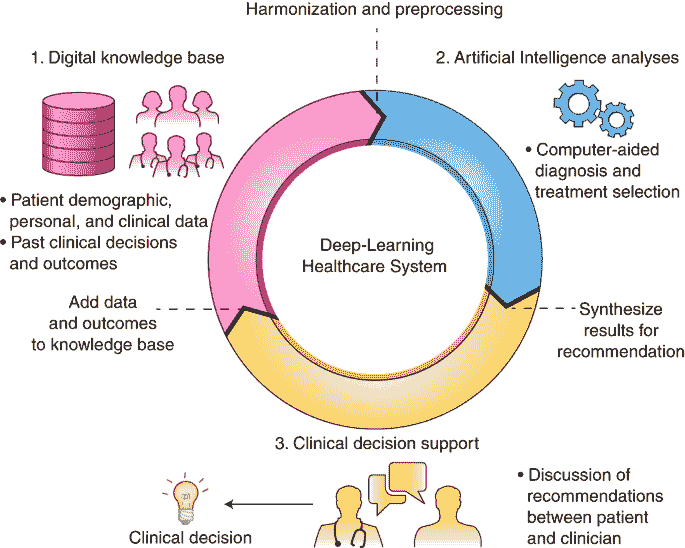 Harmonization and preprocessing
1. Digital knowledge base
2. Artificial Intelligence analyses
• Computer-aided
diagnosis and
treatment selection
• Patient demographic,
personal, and clinical data
• Past clinical decisions
and outcomes
Deep-Learning
Healthcare System
Add data
and outcomes
to knowledge base
Synthesize
results for
recommendation
3. Clinical decision support
• Discussion of
recommendations
between patient
and clinician
Clinical decision